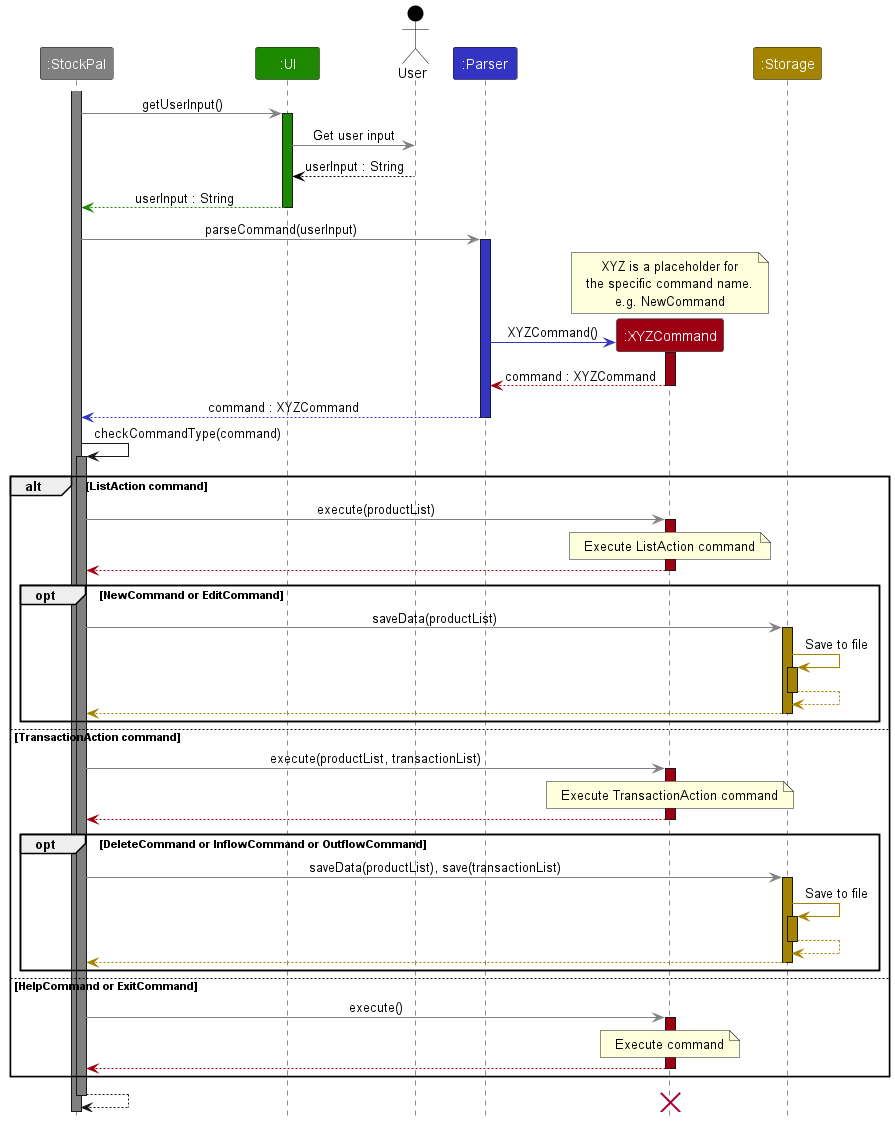 :StockPal
:UI
User
:Parser
:Storage
getUserInput()
Get user input
userInput : String
userInput : String
parseCommand(userInput)
XYZ is a placeholder for
the specific command name.
e.g. NewCommand
XYZCommand()
:XYZCommand
command : XYZCommand
command : XYZCommand
checkCommandType(command)
alt
[ListAction command]
execute(productList)
Execute ListAction command
opt
[NewCommand or EditCommand]
saveData(productList)
Save to file
[TransactionAction command]
execute(productList, transactionList)
Execute TransactionAction command
opt
[DeleteCommand or InflowCommand or OutflowCommand]
saveData(productList), save(transactionList)
Save to file
[HelpCommand or ExitCommand]
execute()
Execute command